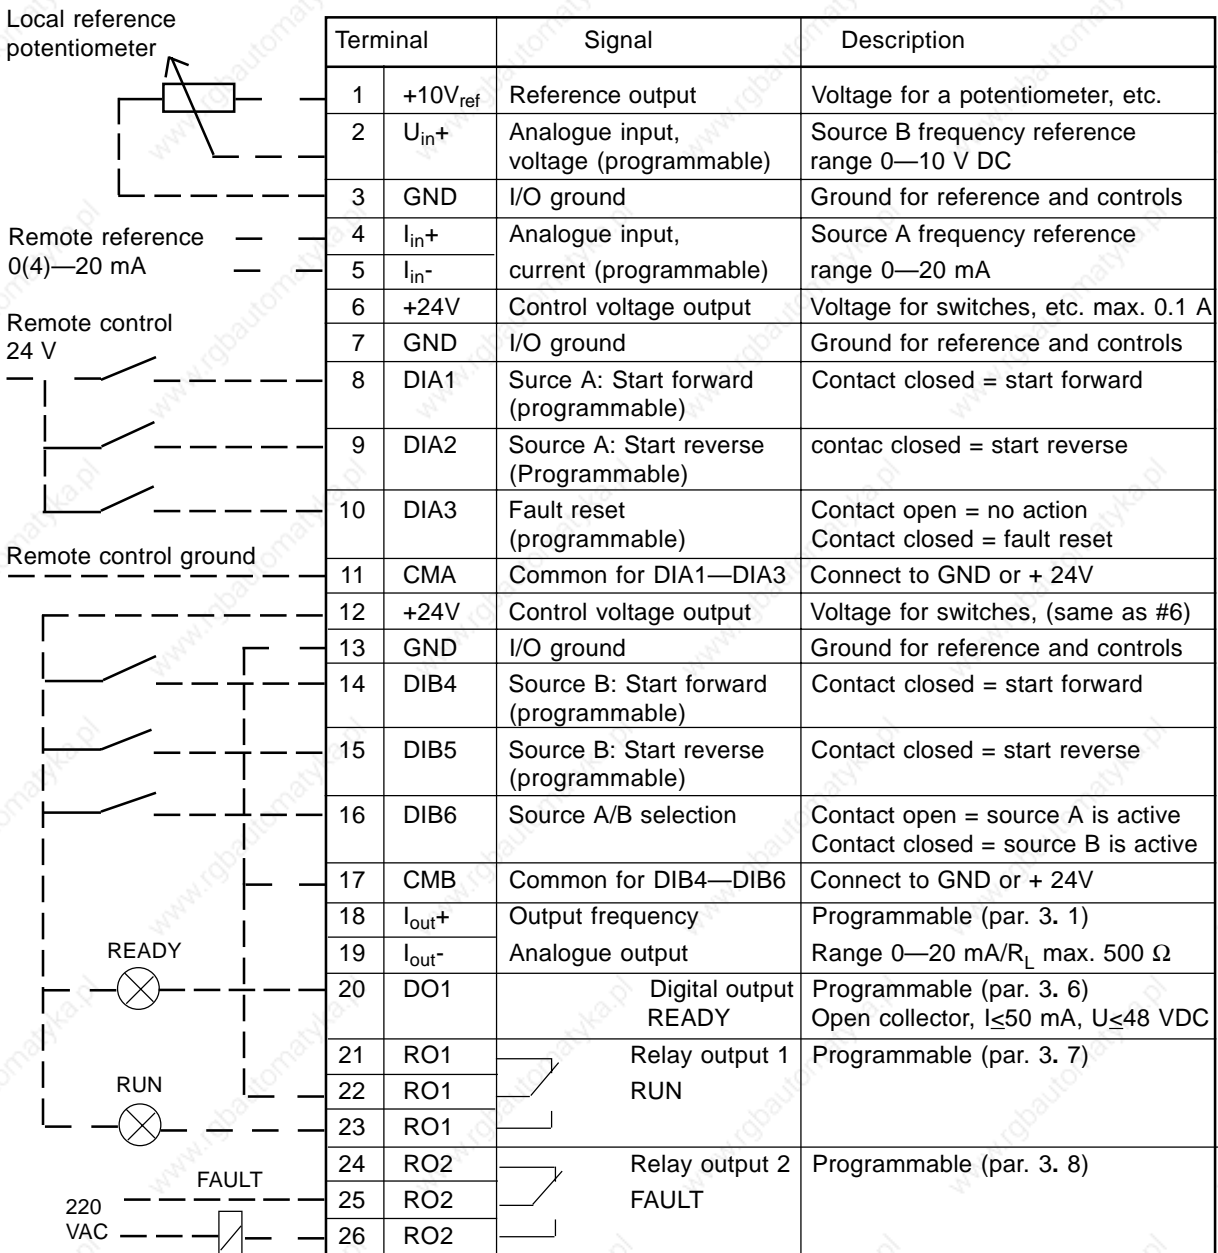 Local reference
potentiometer
Terminal Signal Description
1 +10Vref Reference output Voltage for a potentiometer, etc.
2 Uin+ Analogue input, Source B frequency reference
voltage (programmable) range 0—10 V DC
3 GND I/O ground Ground for reference and controls
Remote reference
0(4)—20 mA
4 Iin+ Analogue input, Source A frequency reference
5 Iin- current (programmable) range 0—20 mA
6 +24V Control voltage output Voltage for switches, etc. max. 0.1 A
Remote control
24 V
7 GND I/O ground Ground for reference and controls
8 DIA1 Surce A: Start forward Contact closed = start forward
(programmable)
9 DIA2 Source A: Start reverse contac closed = start reverse
(Programmable)
10 DIA3 Fault reset Contact open = no action
(programmable) Contact closed = fault reset
Remote control ground
11 CMA Common for DIA1—DIA3 Connect to GND or + 24V
12 +24V Control voltage output Voltage for switches, (same as #6)
13 GND I/O ground Ground for reference and controls
14 DIB4 Source B: Start forward Contact closed = start forward
(programmable)
15 DIB5 Source B: Start reverse Contact closed = start reverse
(programmable)
16 DIB6 Source A/B selection Contact open = source A is active
Contact closed = source B is active
17 CMB Common for DIB4—DIB6 Connect to GND or + 24V
18 Iout+ Output frequency Programmable (par. 3. 1)
READY
19 Iout- Analogue output Range 0—20 mA/RL max. 500 Ω
20 DO1 Digital output Programmable (par. 3. 6)
READY Open collector, I≤50 mA, U≤48 VDC
21 RO1 Relay output 1 Programmable (par. 3. 7)
RUN
22 RO1 RUN
23 RO1
24 RO2 Relay output 2 Programmable (par. 3. 8)
FAULT
25 RO2 FAULT
220
VAC
26 RO2
www.rgbautomatyka.pl